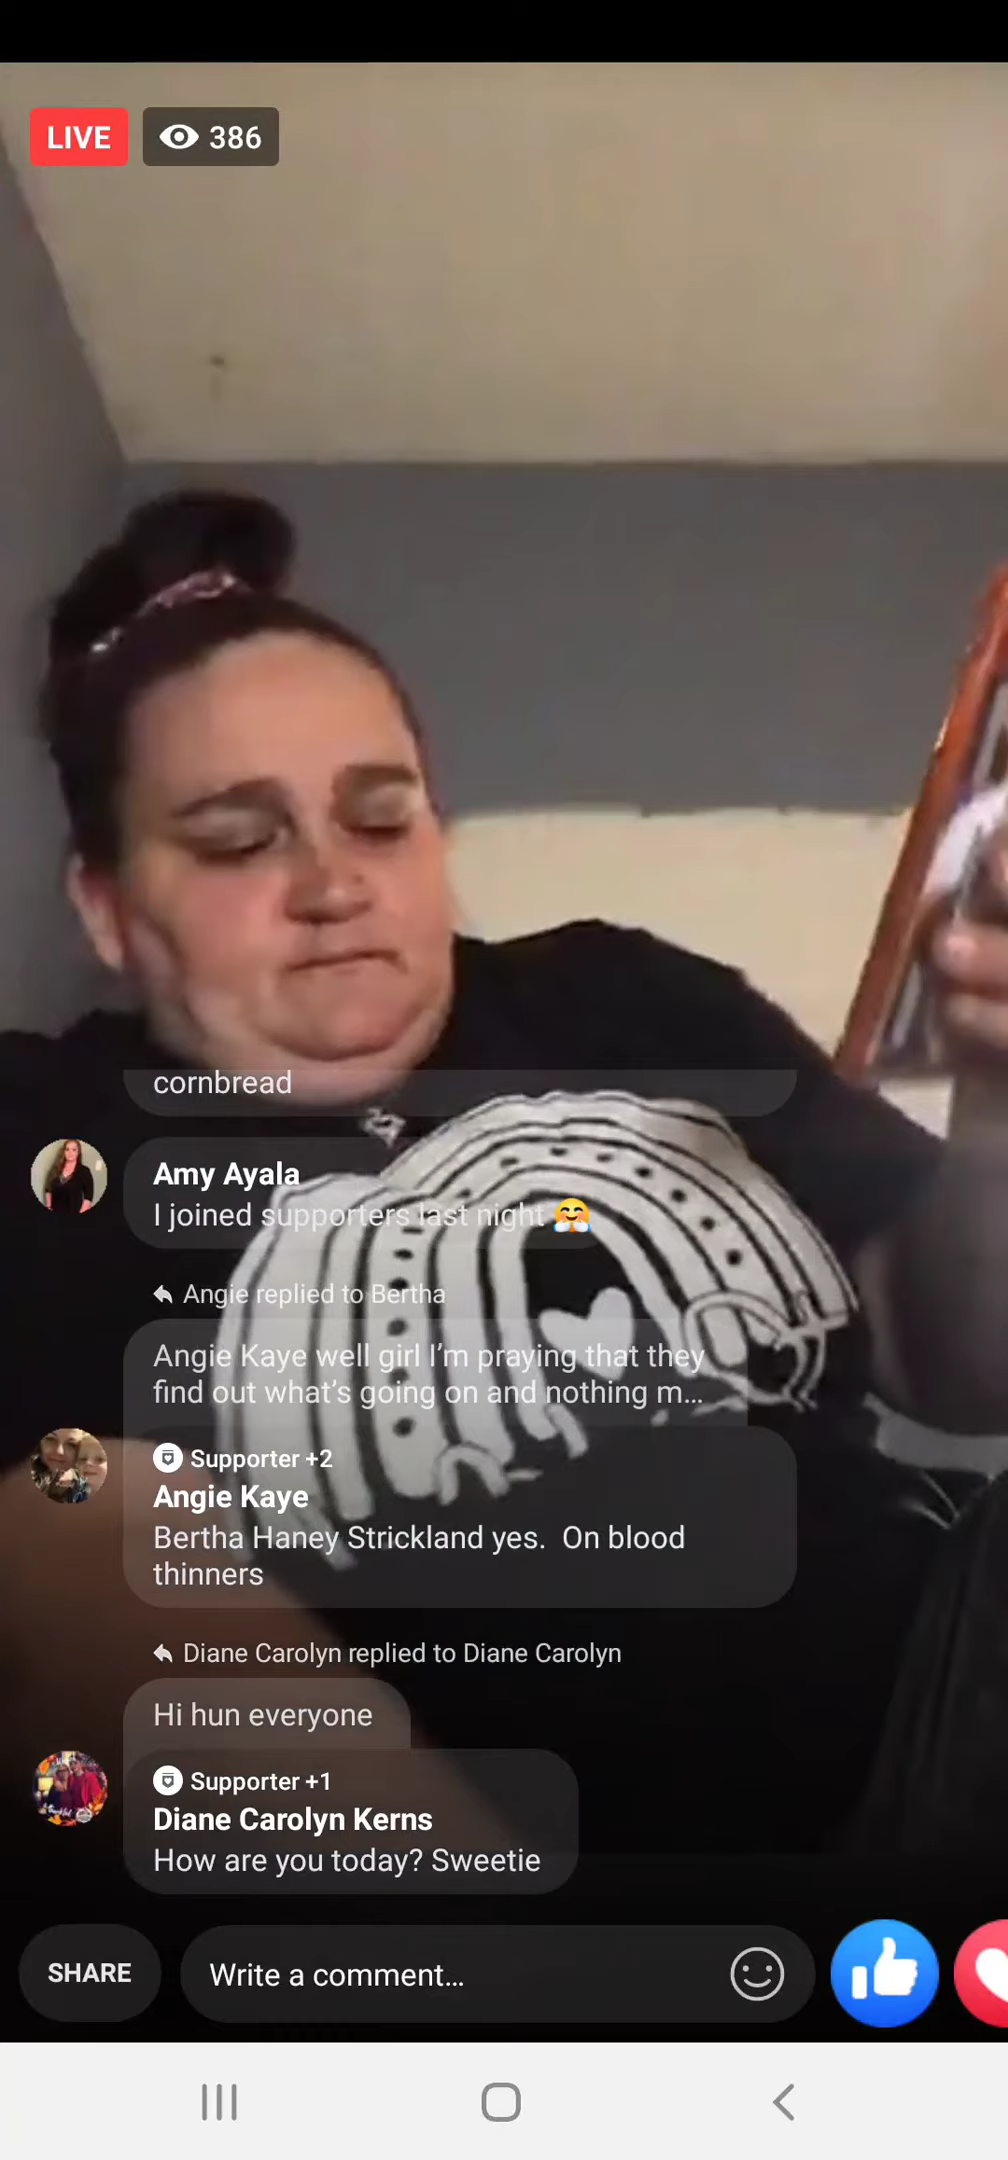 LIVE 386
cornbread
Amy Ayala
I joined supporters last night 🤗
Angie replied to Bertha
Angie Kaye well girl I’m praying that they
find out what’s going on and nothing m...
Supporter +2
Angie Kaye
Bertha Haney Strickland yes. On blood
thinners
Diane Carolyn replied to Diane Carolyn
Hi hun everyone
Supporter +1
Diane Carolyn Kerns
How are you today? Sweetie
SHARE
Write a comment...